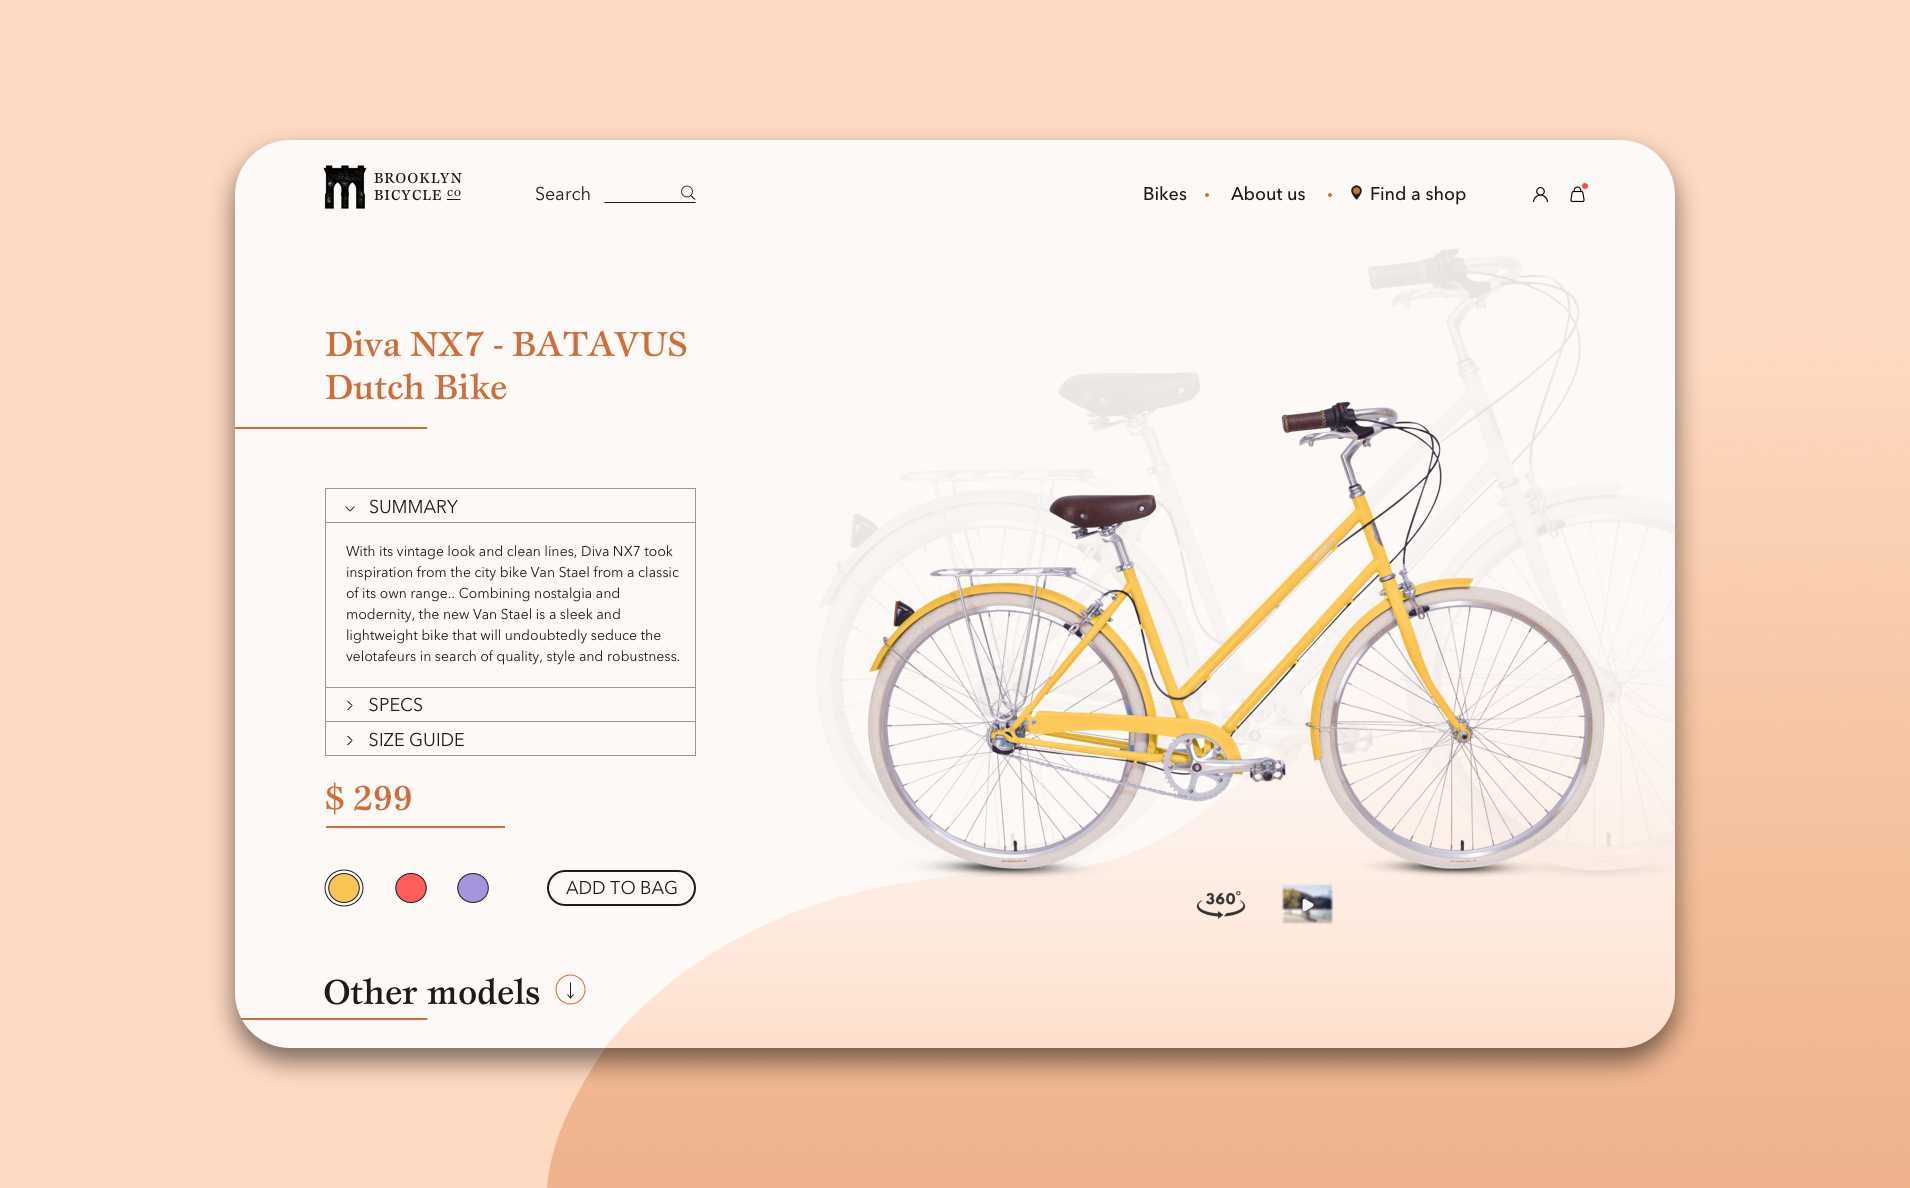 BROOKLYN
BICYCLE CO
Search
Bikes • About us • Find a shop
Diva NX7 - BATAVUS
Dutch Bike
SUMMARY
With its vintage look and clean lines, Diva NX7 took
inspiration from the city bike Van Stael from a classic
of its own range.. Combining nostalgia and
modernity, the new Van Stael is a sleek and
lightweight bike that will undoubtedly seduce the
velotafeurs in search of quality, style and robustness.
SPECS
SIZE GUIDE
$ 299
ADD TO BAG
360°
Other models